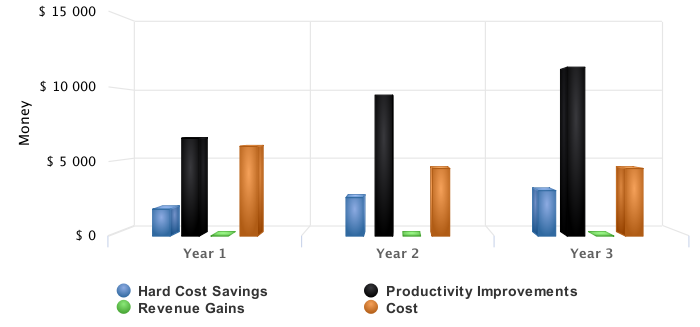 $ 15 000
$ 10 000
$ 5 000
$ 0
Money
Year 1
Year 2
Year 3
Hard Cost Savings
Productivity Improvements
Revenue Gains
Cost